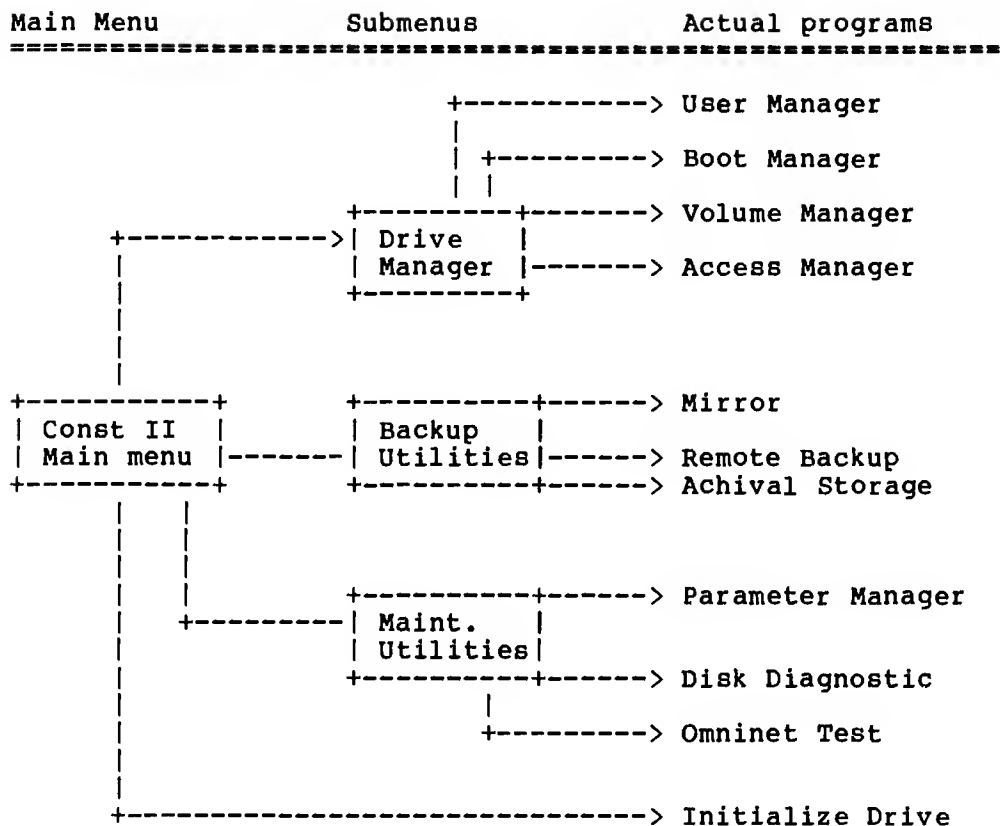 Main Menu Submenus Actual programs
User Manager
Boot Manager
Volume Manager
Drive
Manager
Access Manager
Mirror
Const II
Main menu
Backup
Utilities
Remote Backup
Achival Storage
Parameter Manager
Maint.
Utilities
Disk Diagnostic
Omninet Test
Initialize Drive